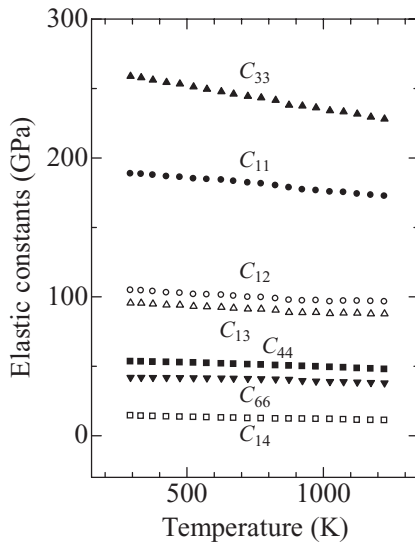 300
C33
200
C11
C12
100
C13
C44
C66
0
C14
500
1000
Temperature (K)
Elastic constants (GPa)